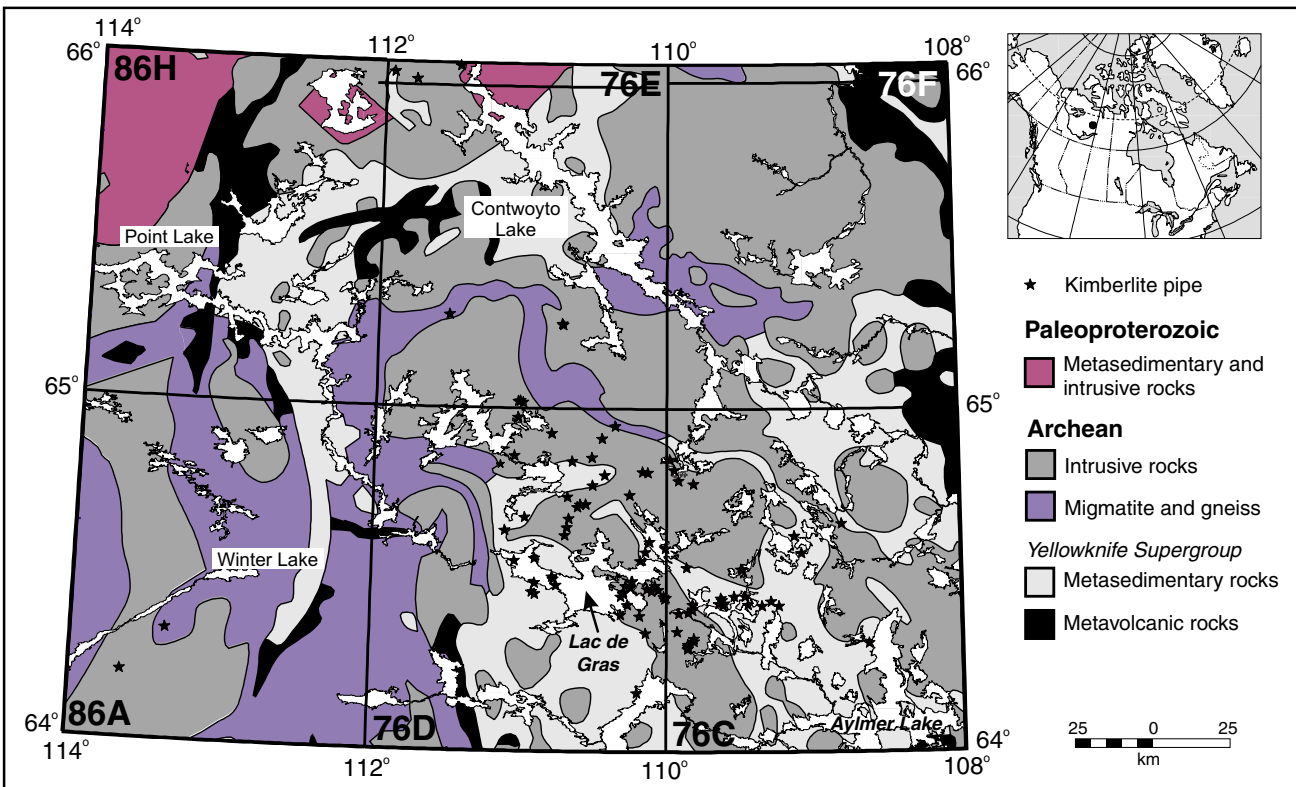 114°
112°
110°
108°
66°
86H
76E
76F
66°
Contwoyto
Lake
Point Lake
65°
65°
Winter Lake
Lac de
Gras
64°
86A
76D
76C
Aylmer Lake
64°
114°
112°
110°
108°
Kimberlite pipe
Paleoproterozoic
Metasedimentary and
intrusive rocks
Archean
Intrusive rocks
Migmatite and gneiss
Yellowknife Supergroup
Metasedimentary rocks
Metavolcanic rocks
25 0 25
km